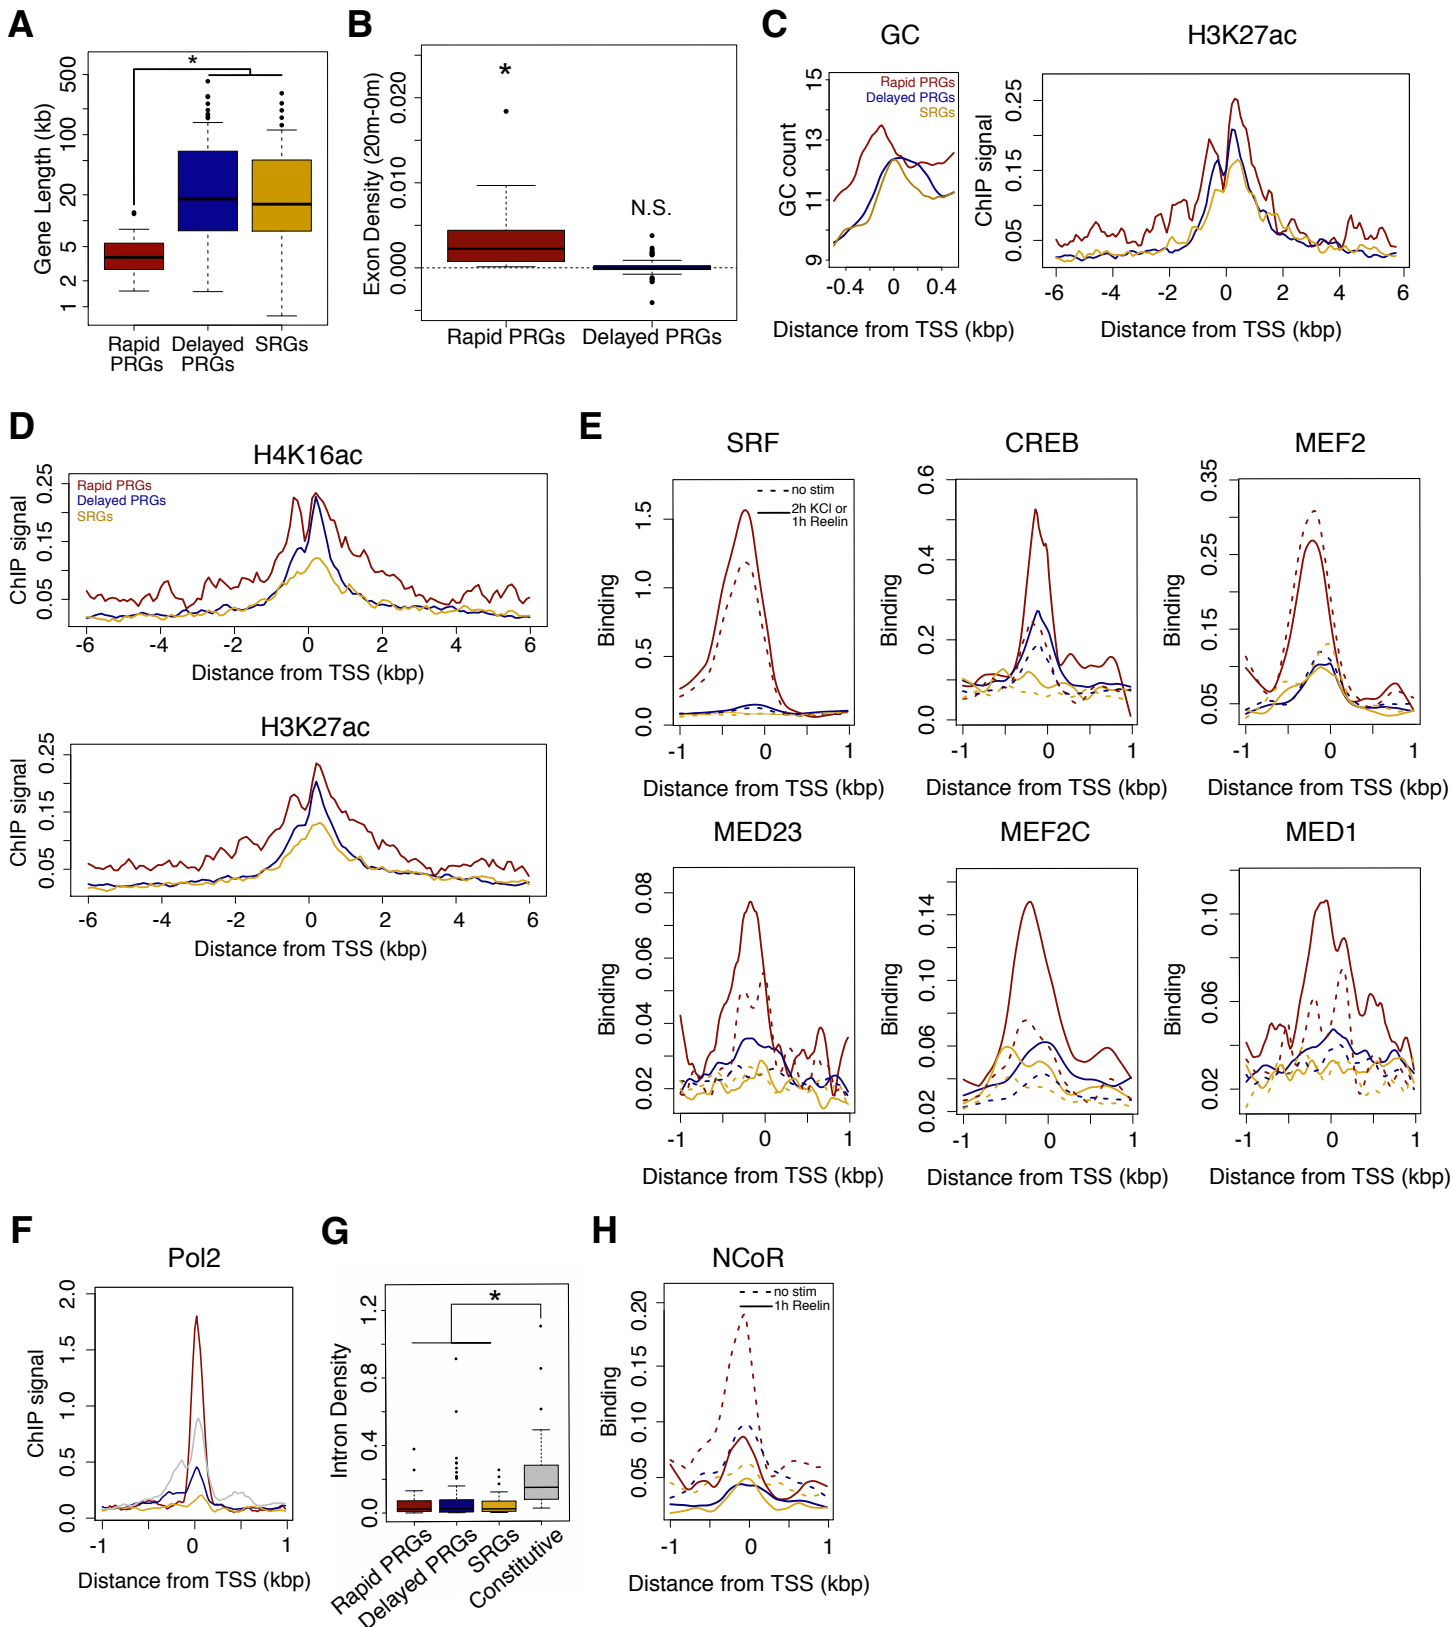 A
Gene Length (kb)
500
100
20
5
2
1
*
Rapid
PRGs
Delayed
PRGs
SRGs
B
Exon Density (20m-0m)
0.020
0.010
0.000
*
N.S.
Rapid PRGs
Delayed PRGs
C
GC
GC count
15
13
11
9
Rapid PRGs
Delayed PRGs
SRGs
-0.4 0 0.4
Distance from TSS (kbp)
H3K27ac
ChIP signal
0.25
0.15
0.05
-6 -4 -2 0 2 4 6
Distance from TSS (kbp)
D
H4K16ac
ChIP signal
0.25
0.15
0.05
Rapid PRGs
Delayed PRGs
SRGs
-6 -4 -2 0 2 4 6
Distance from TSS (kbp)
H3K27ac
ChIP signal
0.25
0.15
0.05
-6 -4 -2 0 2 4 6
Distance from TSS (kbp)
E
SRF
Binding
1.5
1.0
0.5
0.0
no stim
2h KCl or
1h Reelin
-1 0 1
Distance from TSS (kbp)
CREB
Binding
0.6
0.4
0.2
0.0
-1 0 1
Distance from TSS (kbp)
MEF2
Binding
0.35
0.25
0.15
0.05
-1 0 1
Distance from TSS (kbp)
MED23
Binding
0.08
0.06
0.04
0.02
-1 0 1
Distance from TSS (kbp)
MEF2C
Binding
0.14
0.10
0.06
0.02
-1 0 1
Distance from TSS (kbp)
MED1
Binding
0.10
0.06
0.02
-1 0 1
Distance from TSS (kbp)
F
Pol2
ChIP signal
2.0
1.5
1.0
0.5
0.0
-1 0 1
Distance from TSS (kbp)
G
Intron Density
1.2
0.8
0.4
0.0
*
Rapid PRGs
Delayed PRGs
SRGs
Constitutive
H
NCoR
Binding
0.20
0.15
0.10
0.05
no stim
1h Reelin
-1 0 1
Distance from TSS (kbp)